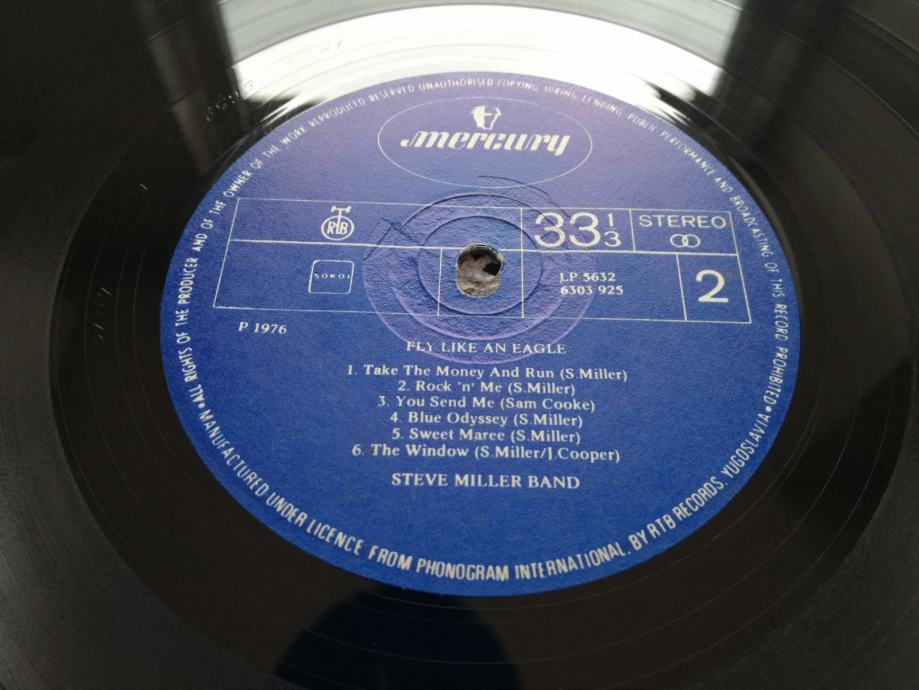 • ALL RIGHTS OF THE PRODUCER AND OF THE OWNER OF THE WORK REPRODUCED RESERVED UNAUTHORISED COPYING, HIRING, LENDING, PUBLIC PERFORMANCE AND BROADCASTING OF THIS RECORD PROHIBITED •
mercury
RTB
33 1/3
STEREO
SOKOJ
LP 5632
6303 925
2
P 1976
FLY LIKE AN EAGLE
1. Take The Money And Run (S.Miller)
2. Rock 'n' Me (S.Miller)
3. You Send Me (Sam Cooke)
4. Blue Odyssey (S.Miller)
5. Sweet Maree (S.Miller)
6. The Window (S.Miller/J.Cooper)
STEVE MILLER BAND
MANUFACTURED UNDER LICENCE FROM PHONOGRAM INTERNATIONAL, BY RTB RECORDS, YUGOSLAVIA